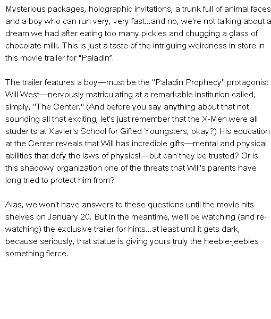 Mysterious packages, holographic invitations, a trunk full of animal faces
and a boy who can run very, very fast...and no, we're not talking about a
dream we had after eating too many pickles and chugging a glass of
chocolate milk. This is just a taste of the intriguing weirdness in store in
this movie trailer for "Paladin".

The trailer features a boy—must be the "Paladin Prophecy" protagonist
Will West—nervously matriculating at a remarkable institution called,
simply, "The Center." (And before you say anything about that not
sounding all that exciting, let's just remember that the X-Men were all
students at Xavier's School for Gifted Youngsters, okay?) His education
at the Center reveals that Will has incredible gifts—mental and physical
abilities that defy the laws of physics!—but can they be trusted? Or is
this shadowy organization one of the threats that Will's parents have
long tried to protect him from?

Alas, we won't have answers to these questions until the movie hits
shelves on January 20. But in the meantime, we'll be watching (and re-
watching) the exclusive trailer for hints...at least until it gets dark,
because seriously, that statue is giving yours truly the heebie-jeebies
something fierce.